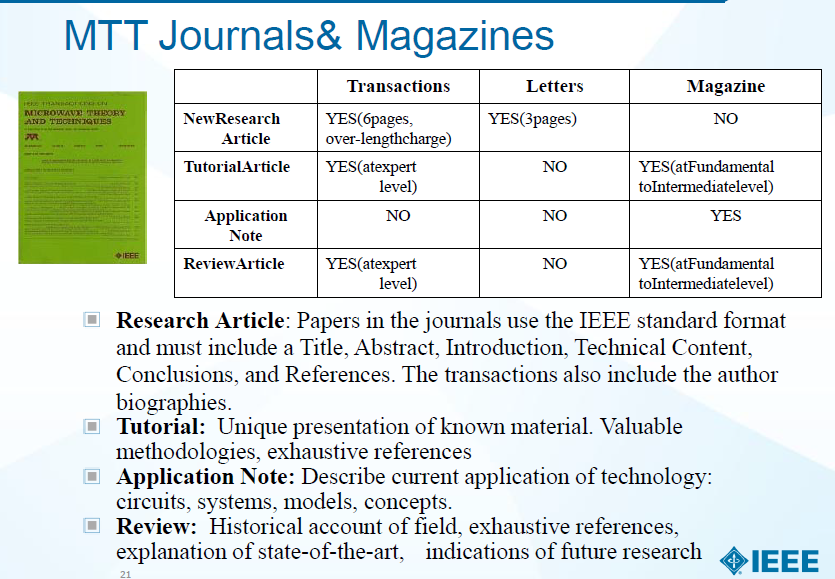 MTT Journals& Magazines
IEEE TRANSACTIONS ON
MICROWAVE THEORY
AND TECHNIQUES
IEEE
Transactions Letters Magazine
NewResearch
Article
YES(6pages,
over-lengthcharge)
YES(3pages)
NO
TutorialArticle
YES(atexpert
level)
NO
YES(atFundamental
toIntermediatelevel)
Application
Note
NO
NO
YES
ReviewArticle
YES(atexpert
level)
NO
YES(atFundamental
toIntermediatelevel)
Research Article: Papers in the journals use the IEEE standard format
and must include a Title, Abstract, Introduction, Technical Content,
Conclusions, and References. The transactions also include the author
biographies.
Tutorial: Unique presentation of known material. Valuable
methodologies, exhaustive references
Application Note: Describe current application of technology:
circuits, systems, models, concepts.
Review: Historical account of field, exhaustive references,
explanation of state-of-the-art, indications of future research
21
IEEE